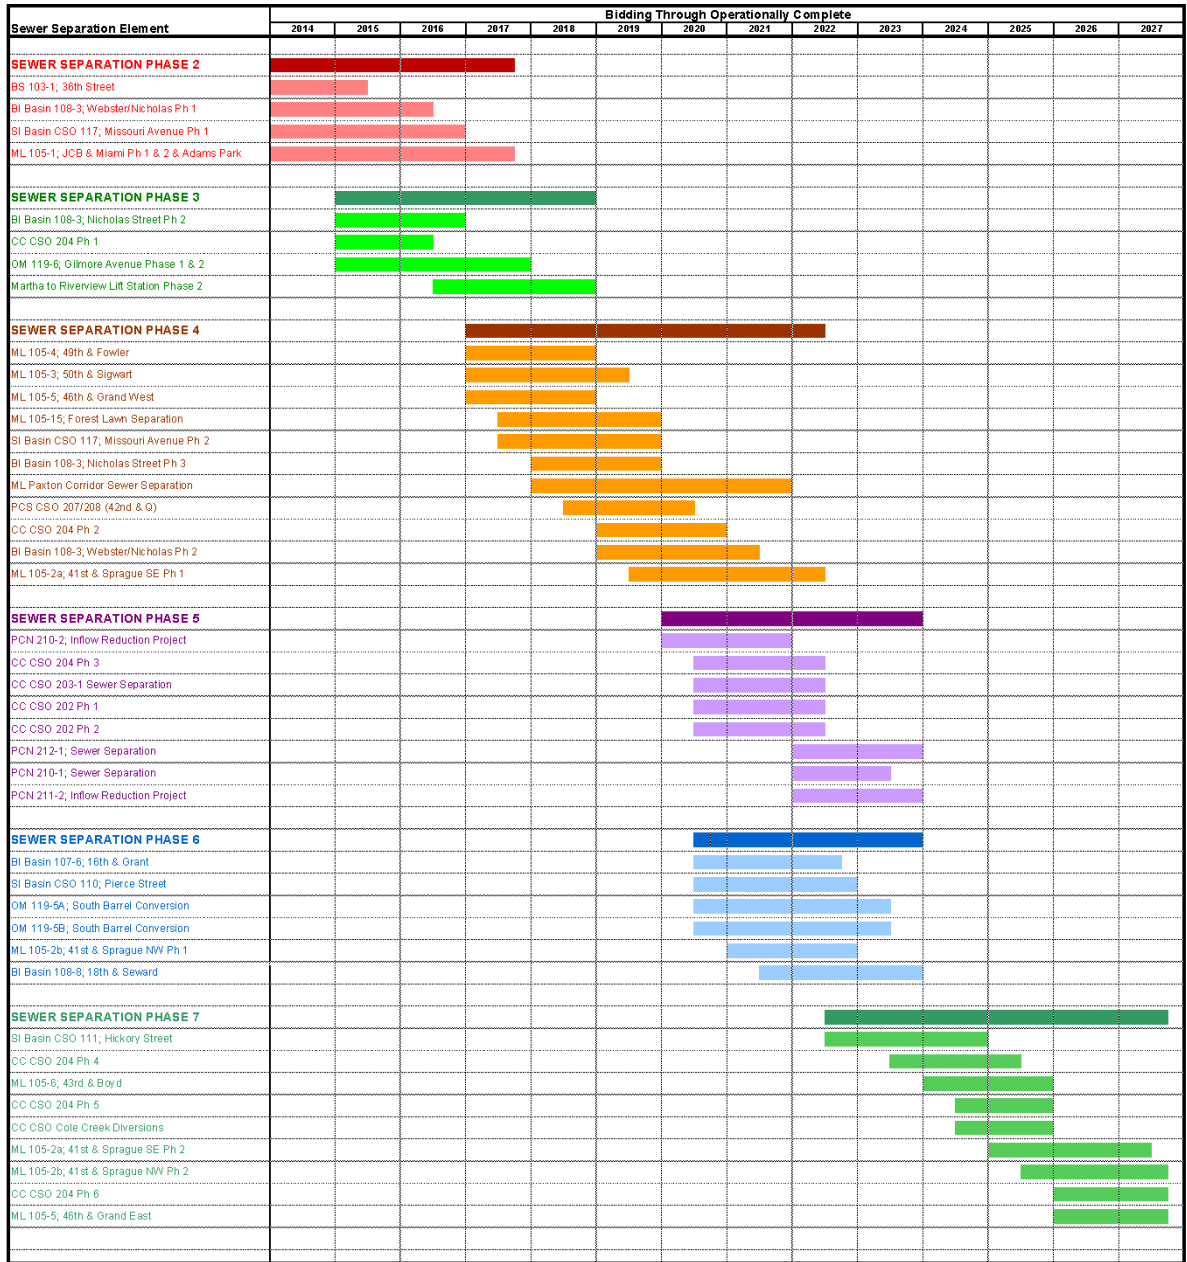 Bidding Through Operationally Complete
Sewer Separation Element 2014 2015 2016 2017 2018 2019 2020 2021 2022 2023 2024 2025 2026 2027
SEWER SEPARATION PHASE 2
BS 103-1; 36th Street
BI Basin 108-3; Webster/Nicholas Ph 1
SI Basin CSO 117; Missouri Avenue Ph 1
ML 105-1; JCB & Miami Ph 1 & 2 & Adams Park
SEWER SEPARATION PHASE 3
BI Basin 108-3; Nicholas Street Ph 2
CC CSO 204 Ph 1
OM 119-6; Gilmore Avenue Phase 1 & 2
Martha to Riverview Lift Station Phase 2
SEWER SEPARATION PHASE 4
ML 105-4; 49th & Fowler
ML 105-3; 50th & Sigwart
ML 105-5; 46th & Grand West
ML 105-15; Forest Lawn Separation
SI Basin CSO 117; Missouri Avenue Ph 2
BI Basin 108-3; Nicholas Street Ph 3
ML Paxton Corridor Sewer Separation
PCS CSO 207/208 (42nd & Q)
CC CSO 204 Ph 2
BI Basin 108-3; Webster/Nicholas Ph 2
ML 105-2a; 41st & Sprague SE Ph 1
SEWER SEPARATION PHASE 5
PCN 210-2; Inflow Reduction Project
CC CSO 204 Ph 3
CC CSO 203-1 Sewer Separation
CC CSO 202 Ph 1
CC CSO 202 Ph 2
PCN 212-1; Sewer Separation
PCN 210-1; Sewer Separation
PCN 211-2; Inflow Reduction Project
SEWER SEPARATION PHASE 6
BI Basin 107-6; 16th & Grant
SI Basin CSO 110; Pierce Street
OM 119-5A; South Barrel Conversion
OM 119-5B; South Barrel Conversion
ML 105-2b; 41st & Sprague NW Ph 1
BI Basin 108-8; 18th & Seward
SEWER SEPARATION PHASE 7
SI Basin CSO 111; Hickory Street
CC CSO 204 Ph 4
ML 105-6; 43rd & Boyd
CC CSO 204 Ph 5
CC CSO Cole Creek Diversions
ML 105-2a; 41st & Sprague SE Ph 2
ML 105-2b; 41st & Sprague NW Ph 2
CC CSO 204 Ph 6
ML 105-5; 46th & Grand East